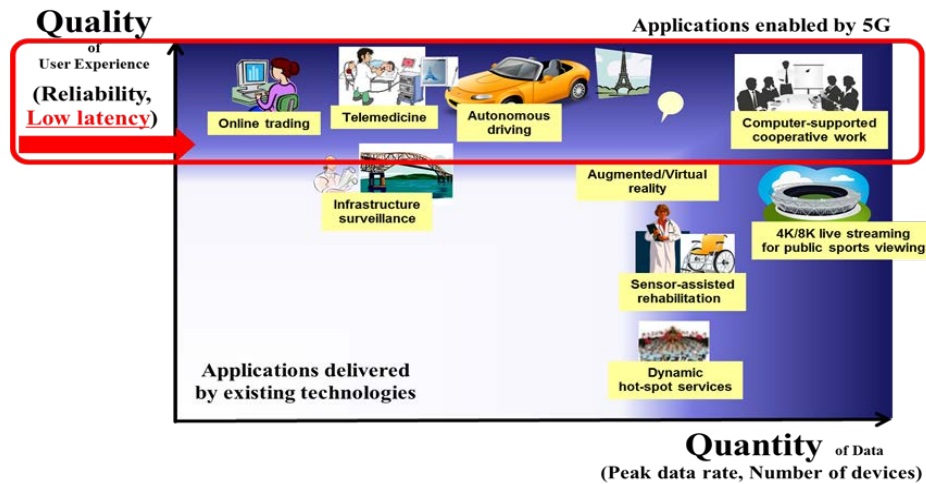 Quality
of
User Experience
(Reliability,
Low latency)
Applications enabled by 5G
Online trading
Telemedicine
Autonomous
driving
Computer-supported
cooperative work
Infrastructure
surveillance
Augmented/Virtual
reality
4K/8K live streaming
for public sports viewing
Sensor-assisted
rehabilitation
Dynamic
hot-spot services
Applications delivered
by existing technologies
Quantity of Data
(Peak data rate, Number of devices)